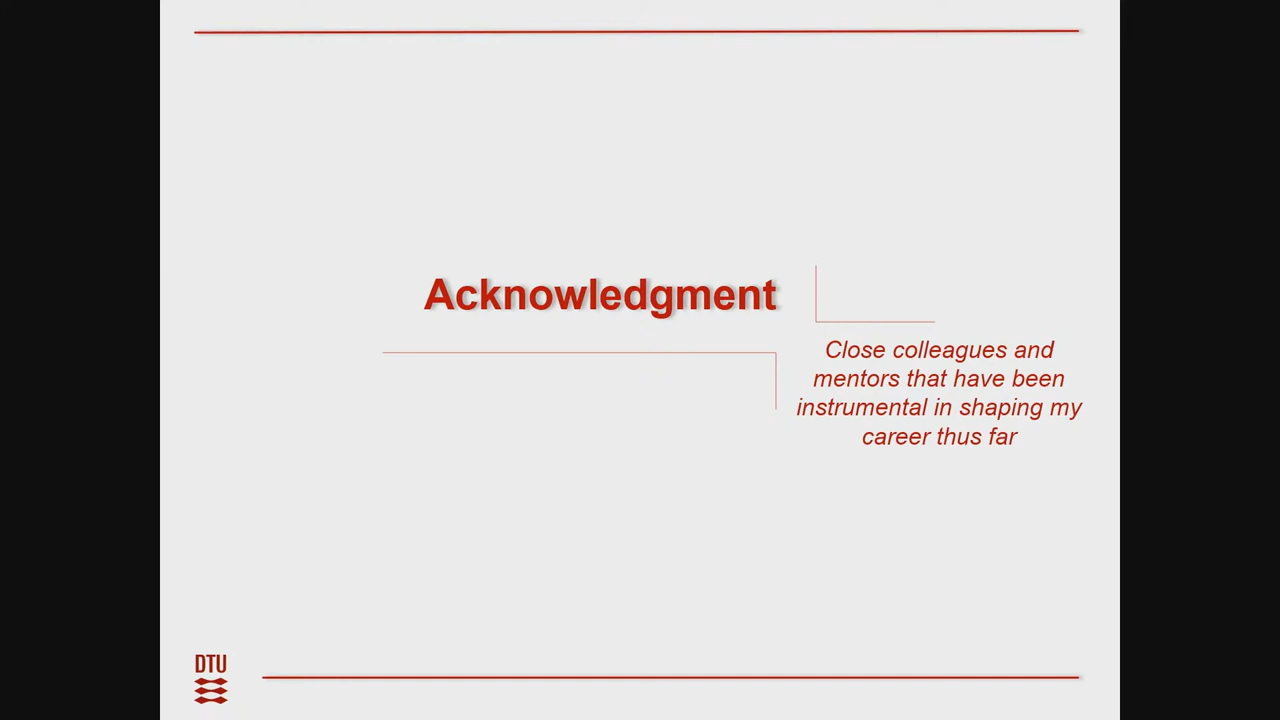 Acknowledgment
Close colleagues and
mentors that have been
instrumental in shaping my
career thus far
DTU